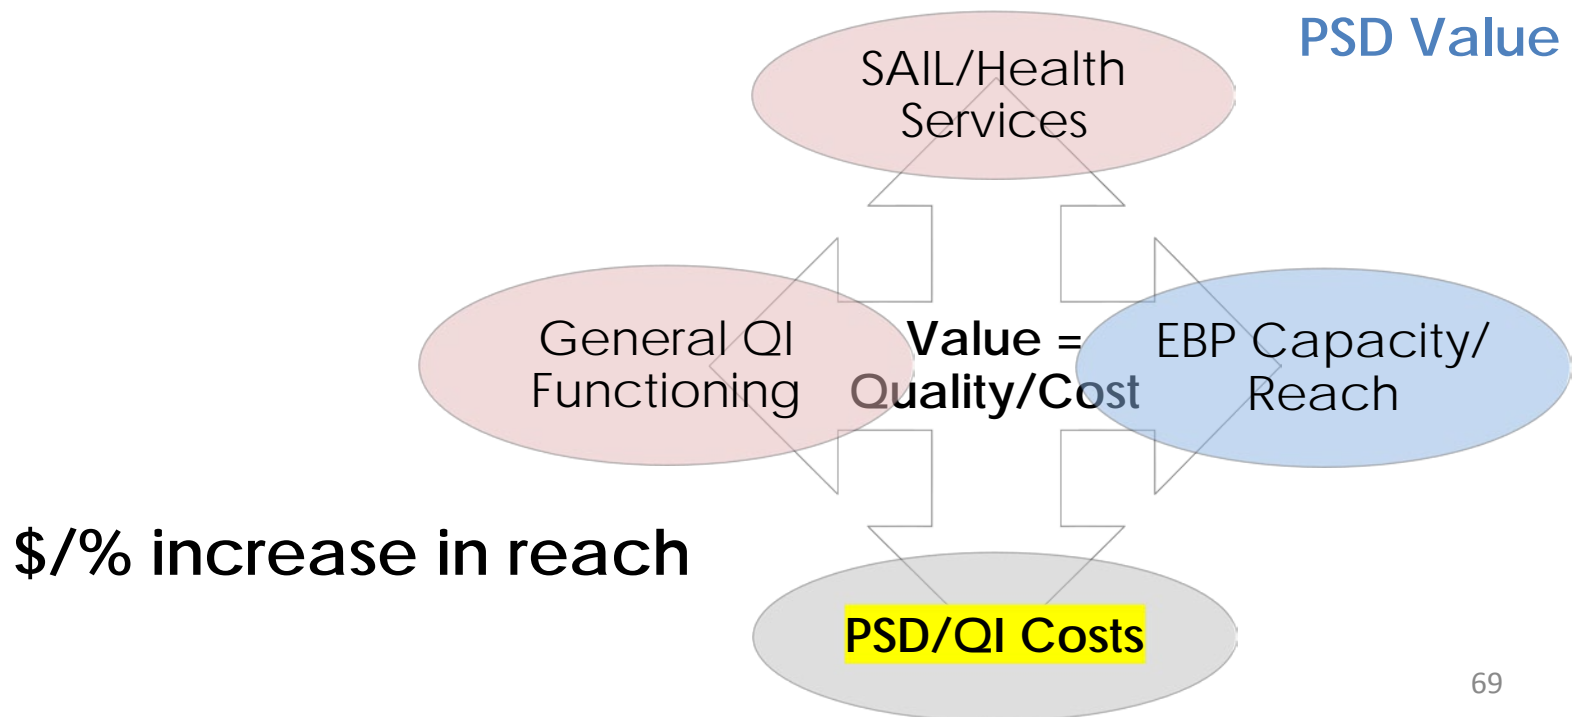 PSD Value
SAIL/Health
Services
General QI
Functioning
Value =
Quality/Cost
EBP Capacity/
Reach
$/% increase in reach
PSD/QI Costs
69